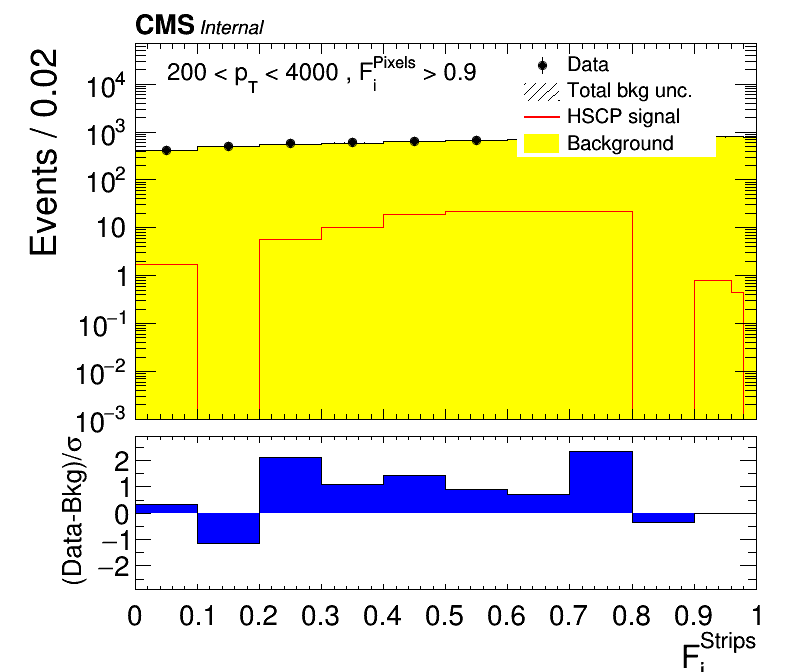 CMS Internal
200 < p_T < 4000 , F_i^Pixels > 0.9
Data
Total bkg unc.
HSCP signal
Background
Events / 0.02
10^4
10^3
10^2
10
1
10^−1
10^−2
10^−3
(Data-Bkg)/σ
2
1
0
−1
−2
0 0.1 0.2 0.3 0.4 0.5 0.6 0.7 0.8 0.9 1
F_i^Strips